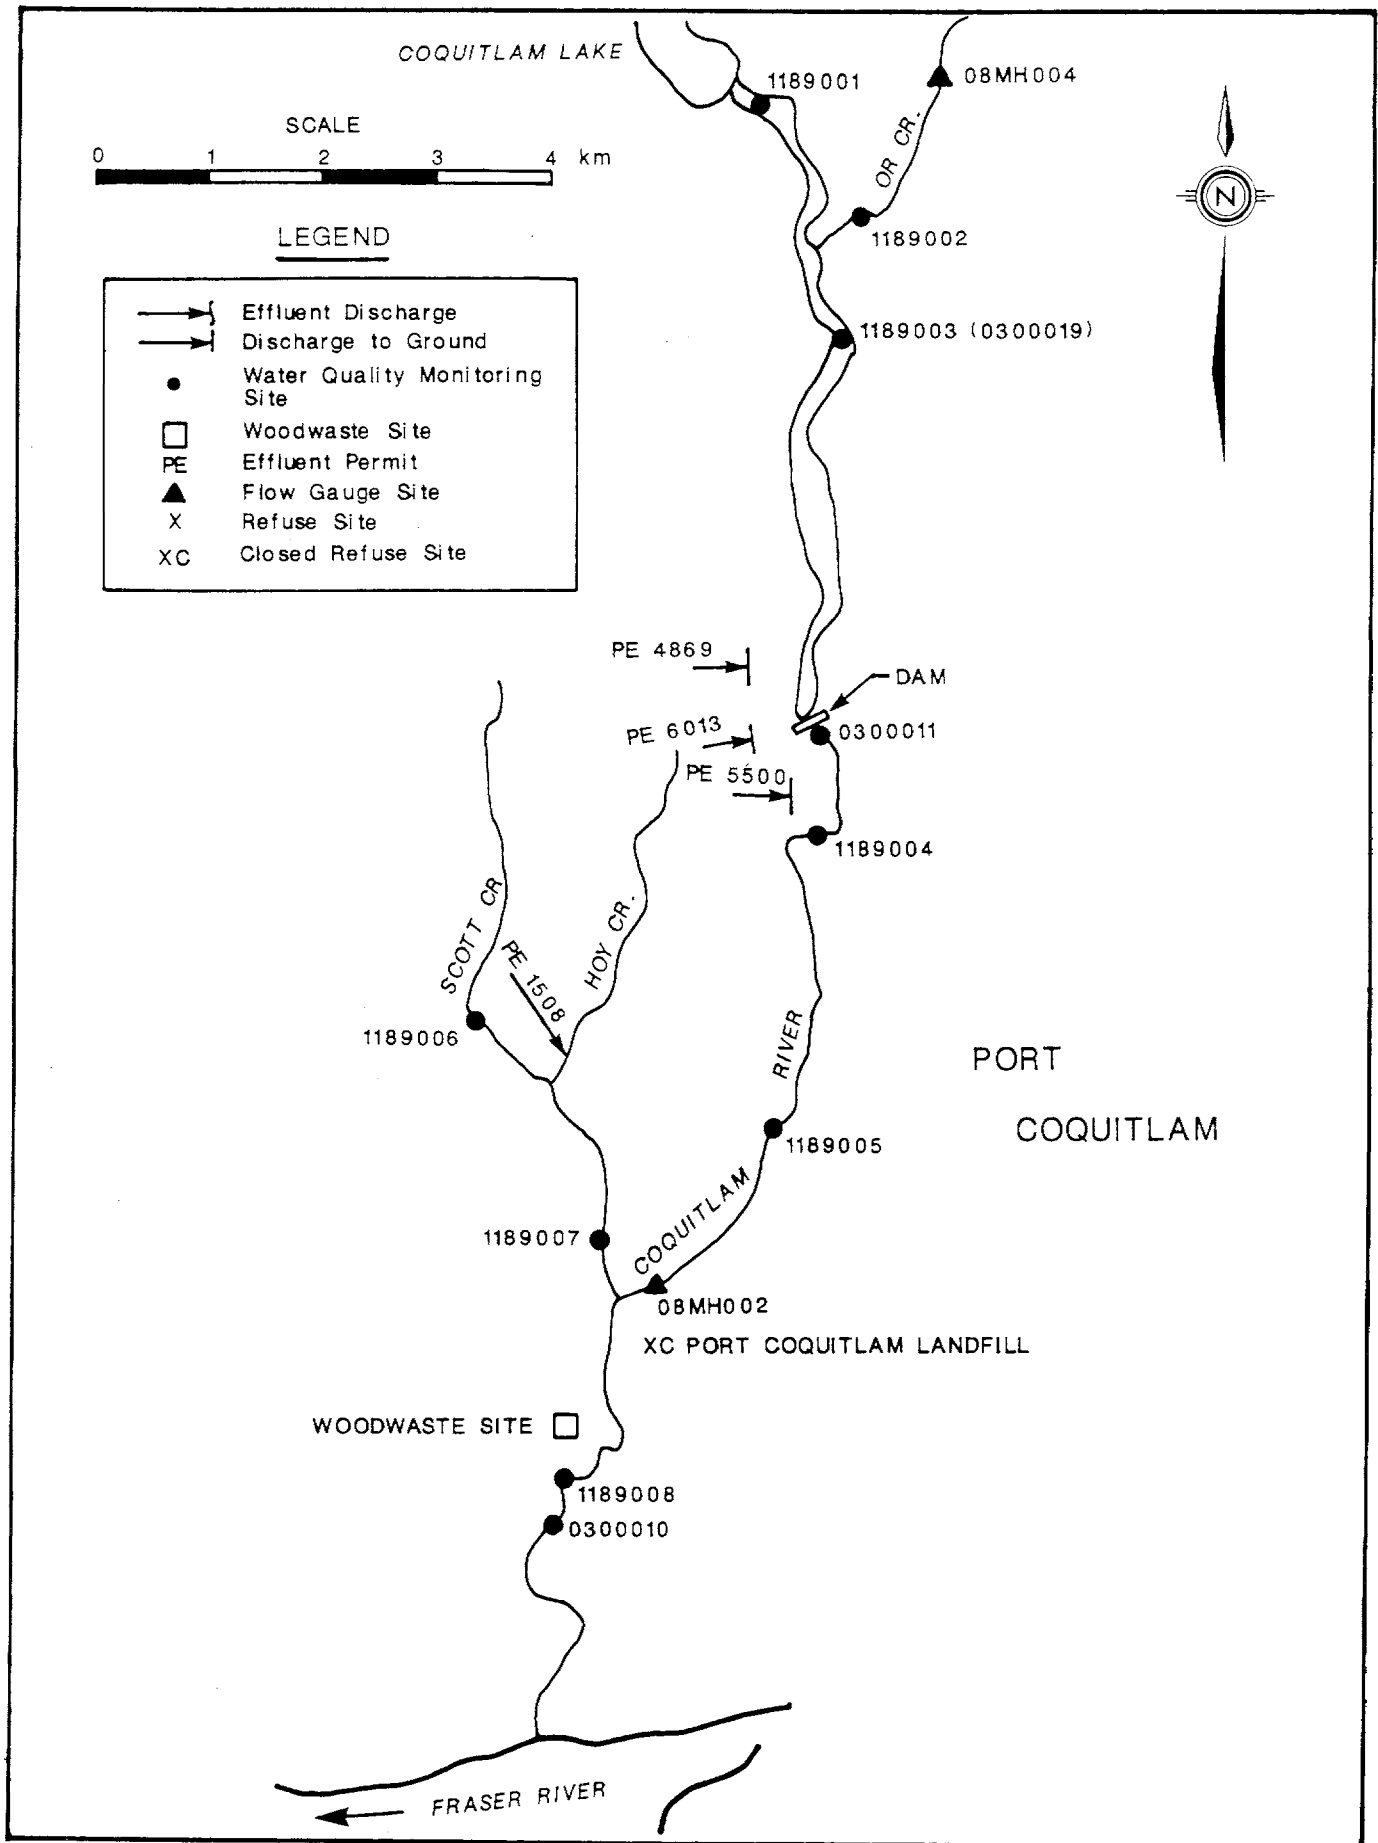 COQUITLAM LAKE
1189001
08MH004
SCALE
0 1 2 3 4 km
OR CR.
N
1189002
LEGEND
Effluent Discharge
Discharge to Ground
Water Quality Monitoring
Site
Woodwaste Site
PE Effluent Permit
Flow Gauge Site
X Refuse Site
XC Closed Refuse Site
1189003 (0300019)
PE 4869
DAM
PE 6013
0300011
PE 5500
1189004
SCOTT CR
HOY CR.
PE 1508
1189006
RIVER
PORT
COQUITLAM
1189005
COQUITLAM
1189007
08MH002
XC PORT COQUITLAM LANDFILL
WOODWASTE SITE
1189008
0300010
FRASER RIVER